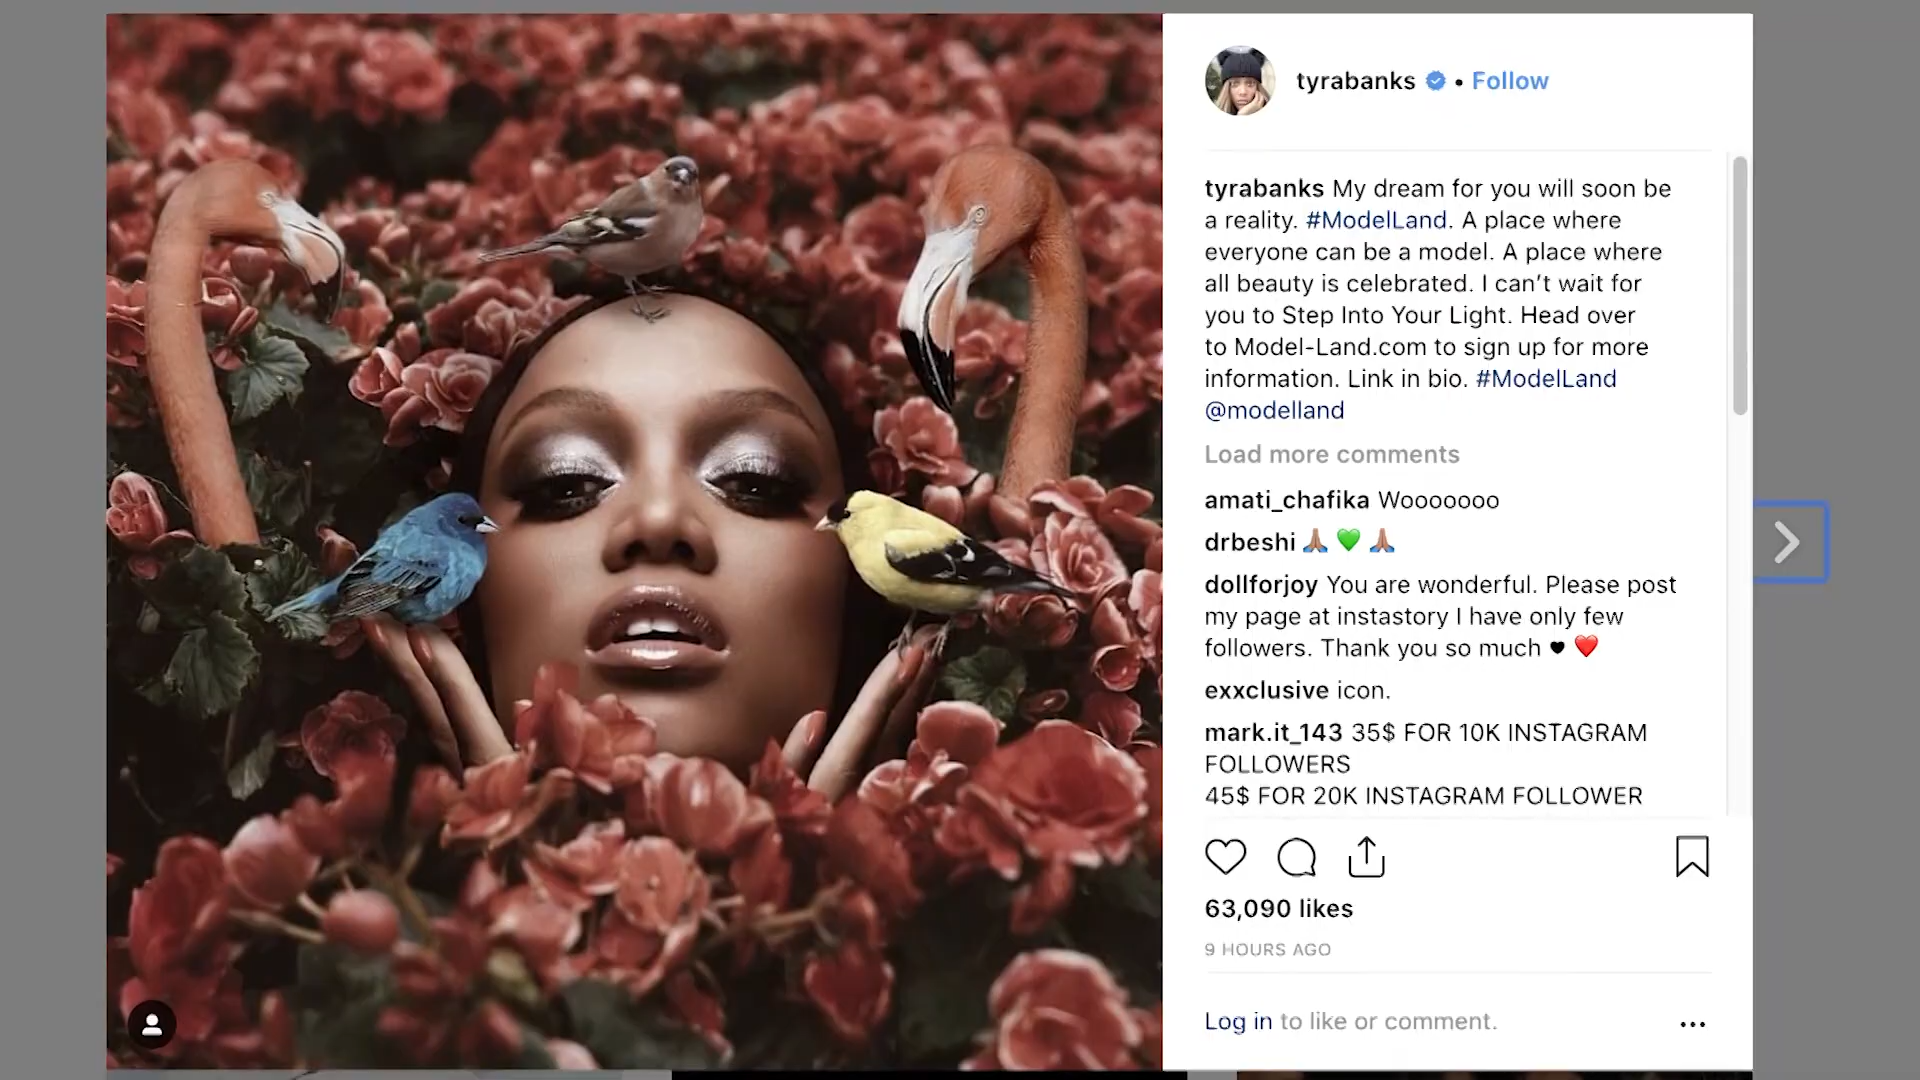 tyrabanks • Follow
tyrabanks My dream for you will soon be
a reality. #ModelLand. A place where
everyone can be a model. A place where
all beauty is celebrated. I can’t wait for
you to Step Into Your Light. Head over
to Model-Land.com to sign up for more
information. Link in bio. #ModelLand
@modelland
Load more comments
amati_chafika Wooooooo
drbeshi 🙏🏽 💚 🙏🏽
dollforjoy You are wonderful. Please post
my page at instastory I have only few
followers. Thank you so much ♥ ❤️
exxclusive icon.
mark.it_143 35$ FOR 10K INSTAGRAM
FOLLOWERS
45$ FOR 20K INSTAGRAM FOLLOWER
63,090 likes
9 HOURS AGO
Log in to like or comment.